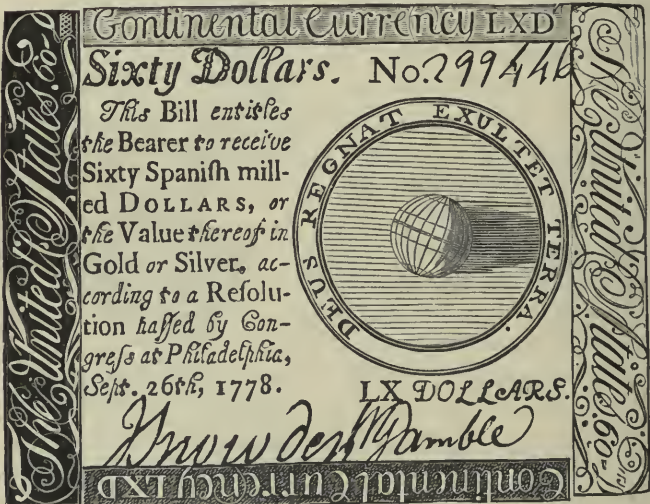 Continental Currency LXD
Sixty Dollars. No. 299446
This Bill entitles
the Bearer to receive
Sixty Spaniſh mill-
ed DOLLARS, or
the Value thereof in
Gold or Silver, ac-
cording to a Reſolu-
tion paſſed by Con-
greſs at Philadelphia,
Sept. 26th, 1778.
DEUS REGNAT EXULTET TERRA.
LX DOLLARS.
Snowden Gamble
Continental Currency LXD
The United States.60-
The United States.60-